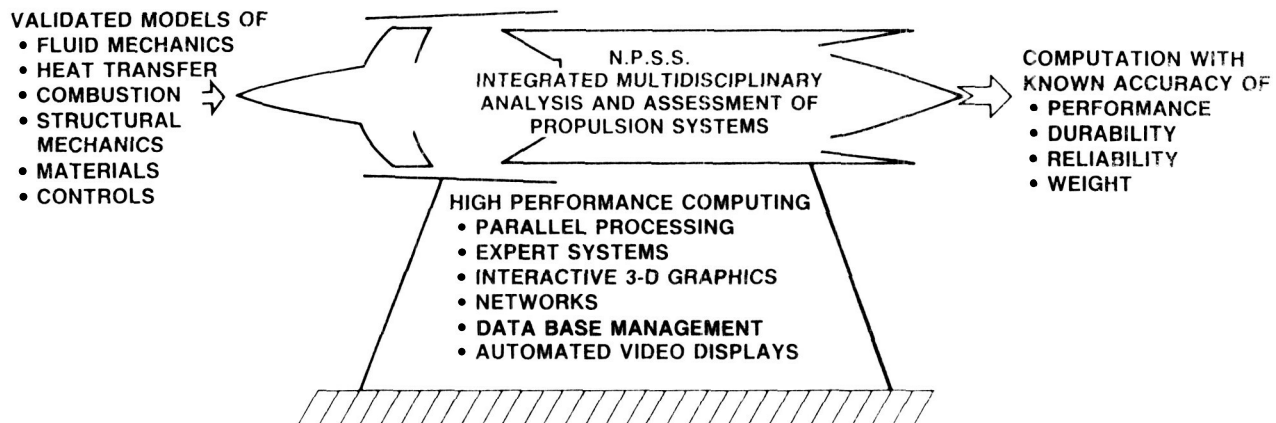 VALIDATED MODELS OF
• FLUID MECHANICS
• HEAT TRANSFER
• COMBUSTION
• STRUCTURAL
MECHANICS
• MATERIALS
• CONTROLS
N.P.S.S.
INTEGRATED MULTIDISCIPLINARY
ANALYSIS AND ASSESSMENT OF
PROPULSION SYSTEMS
COMPUTATION WITH
KNOWN ACCURACY OF
• PERFORMANCE
• DURABILITY
• RELIABILITY
• WEIGHT
HIGH PERFORMANCE COMPUTING
• PARALLEL PROCESSING
• EXPERT SYSTEMS
• INTERACTIVE 3-D GRAPHICS
• NETWORKS
• DATA BASE MANAGEMENT
• AUTOMATED VIDEO DISPLAYS